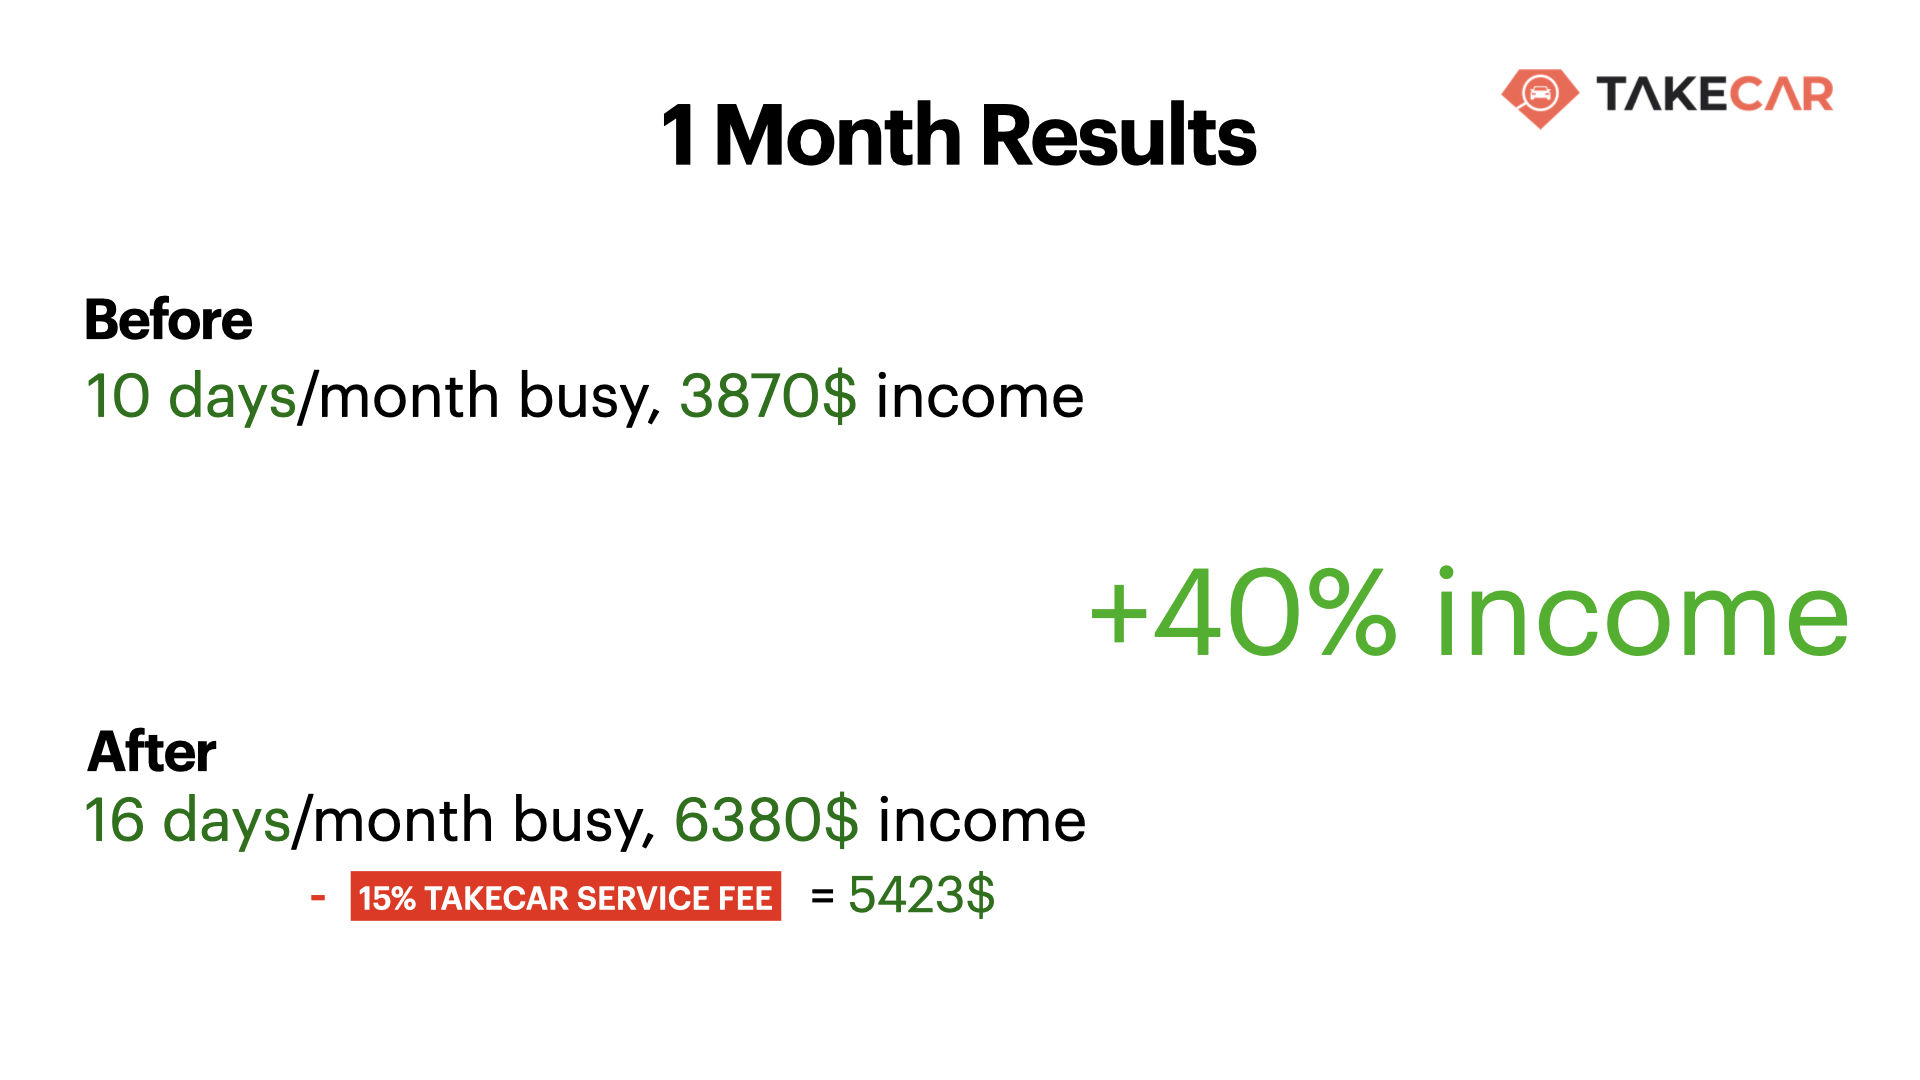 TAKECAR
1 Month Results
Before
10 days/month busy, 3870$ income
+40% income
After
16 days/month busy, 6380$ income
- 15% TAKECAR SERVICE FEE = 5423$